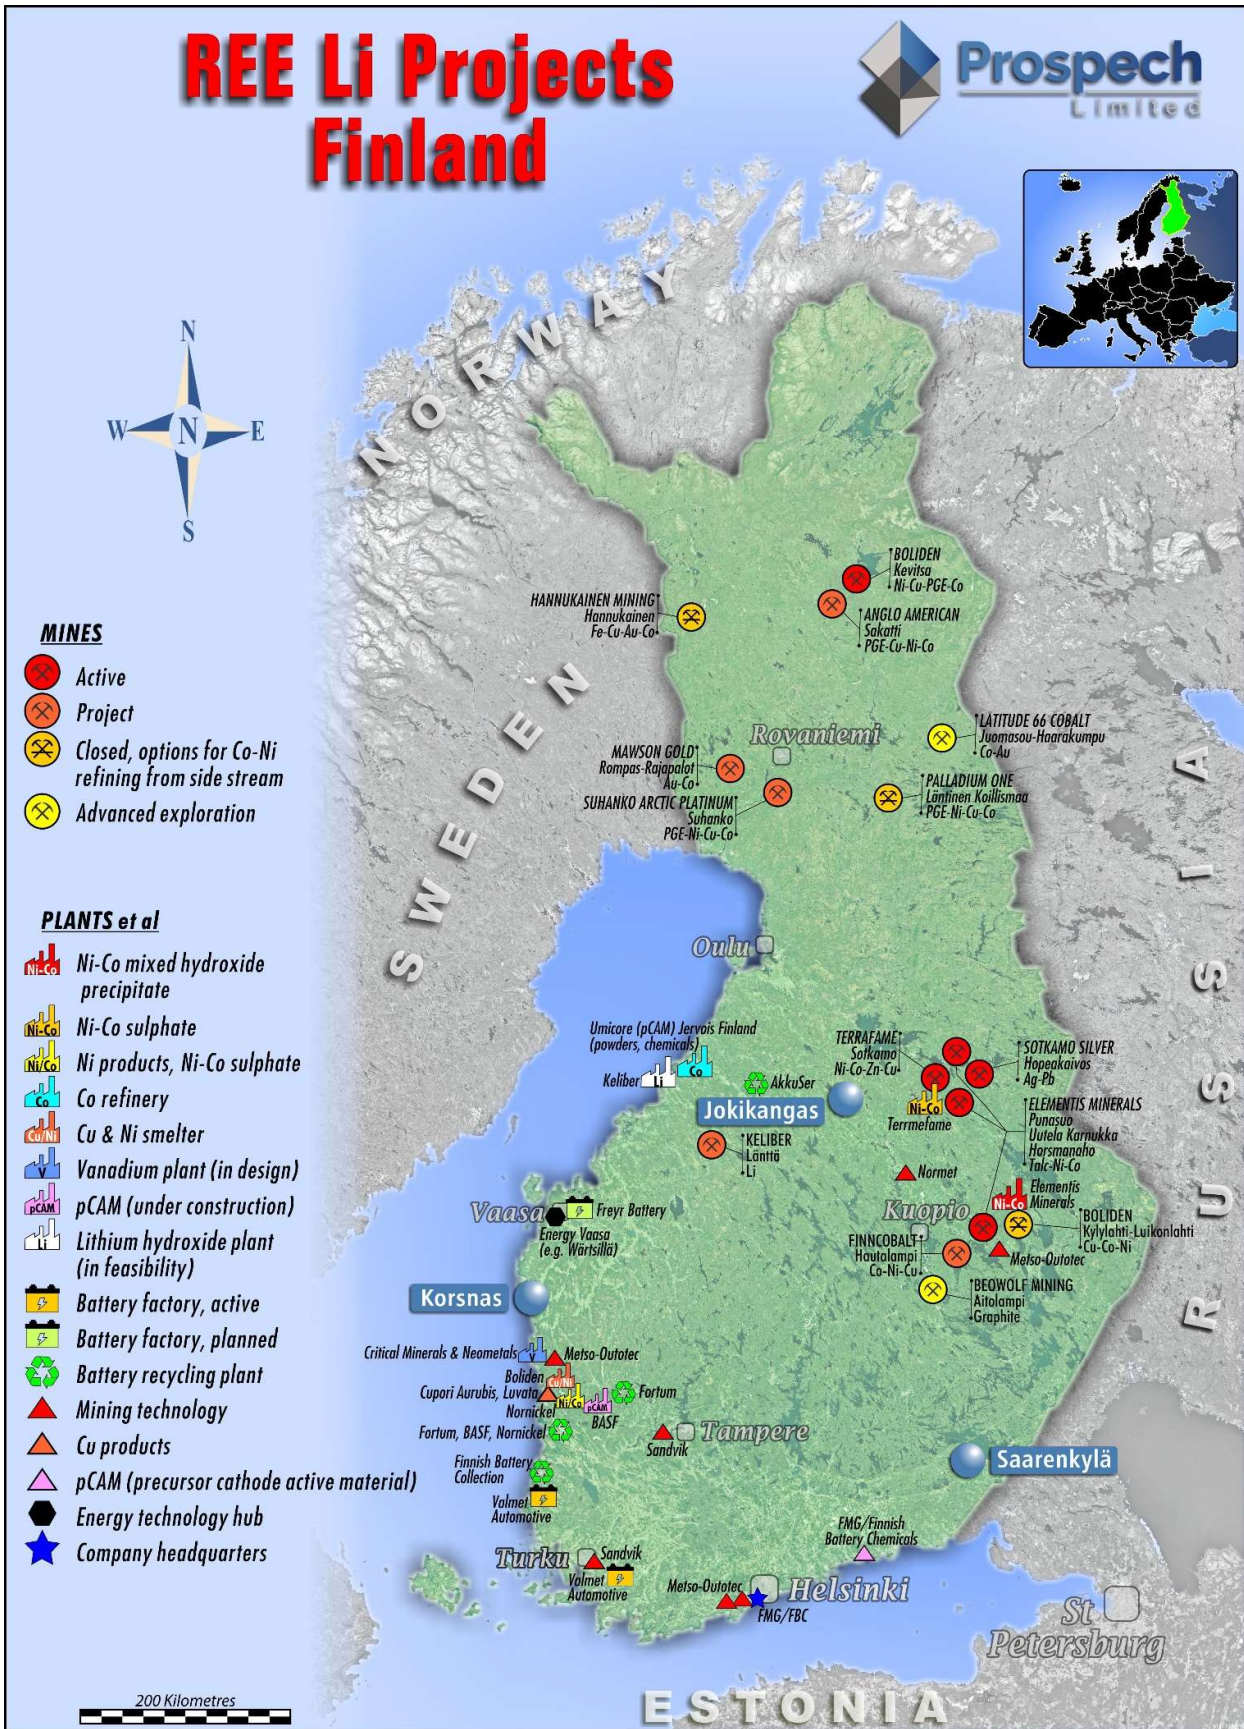 REE Li Projects
Finland
Prospech
Limited
NORWAY
SWEDEN
RUSSIA
ESTONIA
N
W
N
E
S
MINES
Active
Project
Closed, options for Co-Ni
refining from side stream
Advanced exploration
PLANTS et al
Ni-Co
Ni-Co mixed hydroxide
precipitate
Ni-Co
Ni-Co sulphate
Ni/Co
Ni products, Ni-Co sulphate
Co
Co refinery
Cu/Ni
Cu & Ni smelter
V
Vanadium plant (in design)
pCAM
pCAM (under construction)
Li
Lithium hydroxide plant
(in feasibility)
Battery factory, active
Battery factory, planned
Battery recycling plant
Mining technology
Cu products
pCAM (precursor cathode active material)
Energy technology hub
Company headquarters
200 Kilometres
BOLIDEN
Kevitsa
Ni-Cu-PGE-Co
HANNUKAINEN MINING
Hannukainen
Fe-Cu-Au-Co
ANGLO AMERICAN
Sakatti
PGE-Cu-Ni-Co
LATITUDE 66 COBALT
Juomasou-Haarakumpu
Co-Au
Rovaniemi
MAWSON GOLD
Rompas-Rajapalot
Au-Co
SUHANKO ARCTIC PLATINUM
Suhanko
PGE-Ni-Cu-Co
PALLADIUM ONE
Läntinen Koillismaa
PGE-Ni-Cu-Co
Oulu
Umicore (pCAM) Jervois Finland
(powders, chemicals)
Keliber
Li
Co
AkkuSer
Jokikangas
TERRAFAME
Sotkamo
Ni-Co-Zn-Cu
SOTKAMO SILVER
Hopeakaivos
Ag-Pb
Ni-Co
Terrmefame
ELEMENTIS MINERALS
Punasuo
Uutela Karnukka
Horsmanaho
Talc-Ni-Co
KELIBER
Länttä
Li
Normet
Ni-Co
Elementis
Minerals
Vaasa
Freyr Battery
Energy Vaasa
(e.g. Wärtsillä)
Kuopio
BOLIDEN
Kylylahti-Luikonlahti
Cu-Co-Ni
FINNCOBALT
Hautalampi
Co-Ni-Cu
Metso-Outotec
BEOWOLF MINING
Aitolampi
Graphite
Korsnas
Critical Minerals & Neometals
V
Metso-Outotec
Boliden
Cu/Ni
Cupori Aurubis, Luvata
Nornickel
Ni/Co
pCAM
BASF
Fortum
Fortum, BASF, Nornickel
Sandvik
Tampere
Finnish Battery
Collection
Valmet
Automotive
Saarenkylä
FMG/Finnish
Battery Chemicals
Turku
Sandvik
Valmet
Automotive
Metso-Outotec
Helsinki
FMG/FBC
St
Petersburg